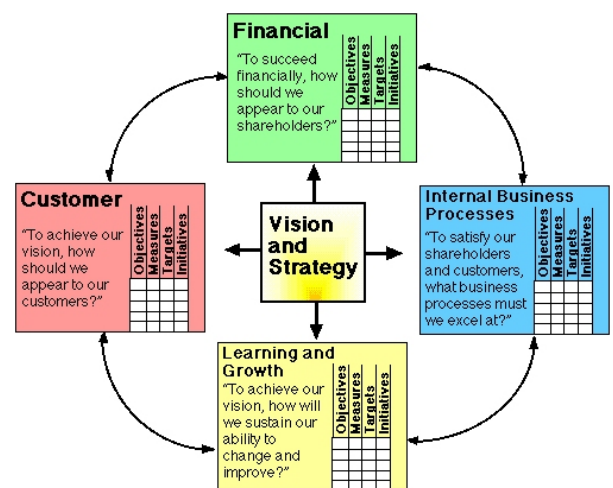 Financial
“To succeed
financially, how
should we
appear to our
shareholders?”
Objectives
Measures
Targets
Initiatives
Customer
“To achieve our
vision, how
should we
appear to our
customers?”
Objectives
Measures
Targets
Initiatives
Vision
and
Strategy
Internal Business
Processes
“To satisfy our
shareholders
and customers,
what business
processes must
we excel at?”
Objectives
Measures
Targets
Initiatives
Learning and
Growth
“To achieve our
vision, how will
we sustain our
ability to
change and
improve?”
Objectives
Measures
Targets
Initiatives